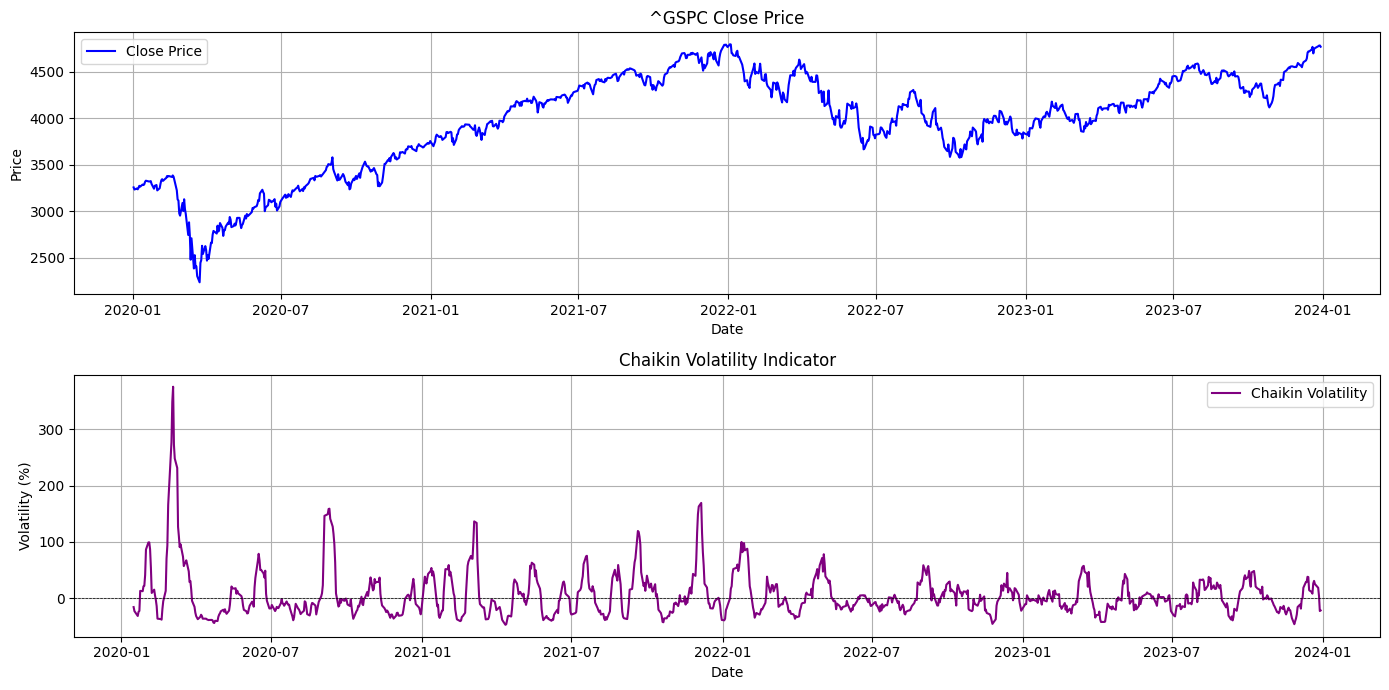 ^GSPC Close Price
Close Price
4500
4000
3500
3000
2500
Price
2020-01 2020-07 2021-01 2021-07 2022-01 2022-07 2023-01 2023-07 2024-01
Date
Chaikin Volatility Indicator
Chaikin Volatility
300
200
100
0
Volatility (%)
2020-01 2020-07 2021-01 2021-07 2022-01 2022-07 2023-01 2023-07 2024-01
Date